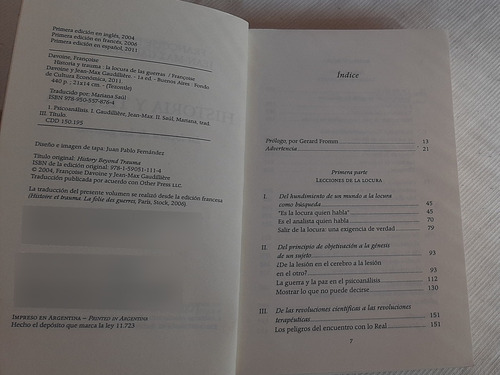 Primera edición en inglés, 2004
Primera edición en francés, 2006
Primera edición en español, 2011
Davoine, Françoise
Historia y trauma : la locura de las guerras / Françoise
Davoine y Jean-Max Gaudillière. - 1a ed. - Buenos Aires : Fondo
de Cultura Económica, 2011.
440 p. ; 21x14 cm. - (Tezontle)
Traducido por: Mariana Saúl
ISBN 978-950-557-876-4
1. Psicoanálisis. I. Gaudillière, Jean-Max. II. Saúl, Mariana, trad.
III. Título.
CDD 150.195
Diseño e imagen de tapa: Juan Pablo Fernández
Título original: History Beyond Trauma
ISBN de la edición original: 978-1-59051-111-4
© 2004, Françoise Davoine y Jean-Max Gaudillière
Traducción publicada por acuerdo con Other Press LLC
La traducción del presente volumen se realizó desde la edición francesa
(Histoire et trauma. La folie des guerres, París, Stock, 2006)
Impreso en Argentina – Printed in Argentina
Hecho el depósito que marca la ley 11.723
Índice
Prólogo, por Gerard Fromm 13
Advertencia 21
Primera parte
Lecciones de la locura
I. Del hundimiento de un mundo a la locura
como búsqueda 45
"Es la locura quien habla" 45
Es el analista quien habla 70
Salir de la locura: una exigencia de verdad 79
II. Del principio de objetivación a la génesis
de un sujeto 93
¿De la lesión en el cerebro a la lesión
en el otro? 93
La guerra y la paz en el psicoanálisis 112
Mostrar lo que no puede decirse 130
III. De las revoluciones científicas a las revoluciones
terapéuticas 151
Los peligros del encuentro con lo Real 151
7